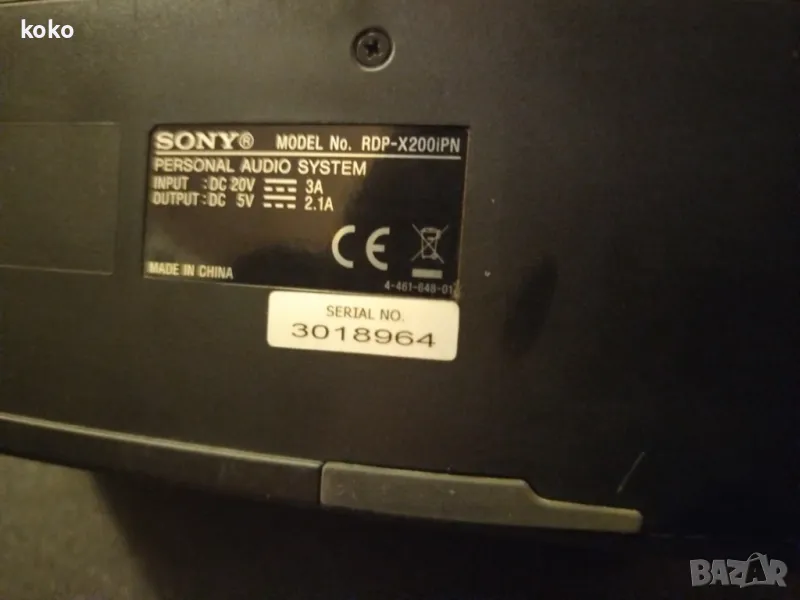 koko
SONY® MODEL No. RDP-X200iPN
PERSONAL AUDIO SYSTEM
INPUT :DC 20V 3A
OUTPUT:DC 5V 2.1A
CE
MADE IN CHINA
4-461-648-01
SERIAL NO.
3018964
BAZAR